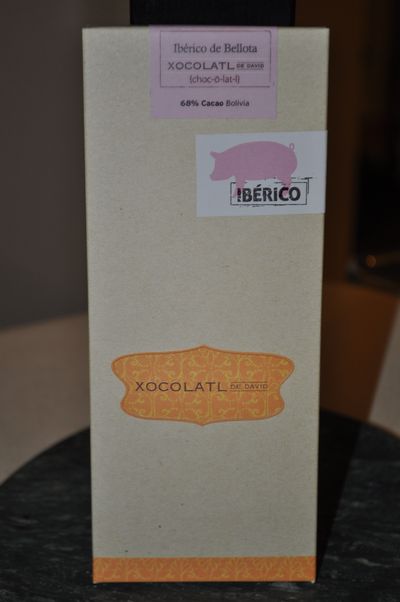 Ibérico de Bellota
XOCOLATL DE DAVID
(choc-ō-lat-l)
68% Cacao Bolivia
IBÉRICO
XOCOLATL DE DAVID